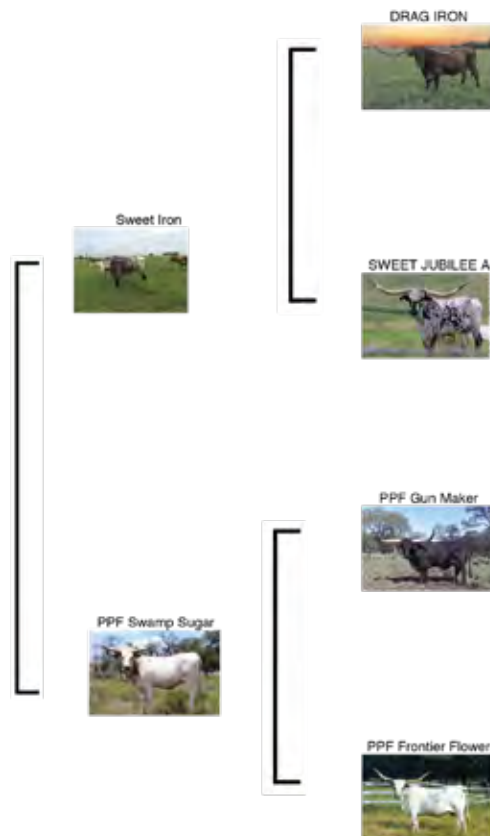 DRAG IRON
Sweet Iron
SWEET JUBILEE A
PPF Gun Maker
PPF Swamp Sugar
PPF Frontier Flower